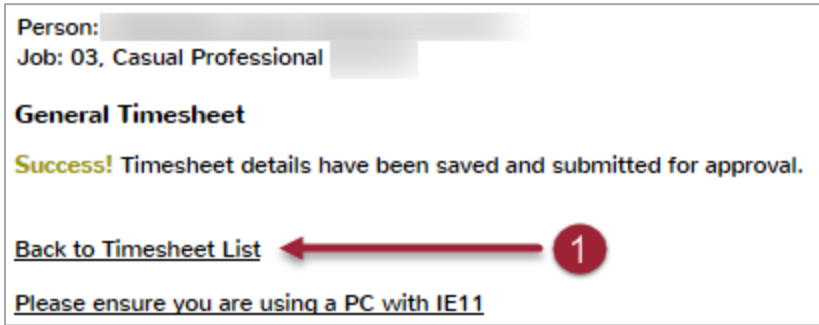 Person:
Job: 03, Casual Professional
General Timesheet
Success! Timesheet details have been saved and submitted for approval.
Back to Timesheet List
1
Please ensure you are using a PC with IE11